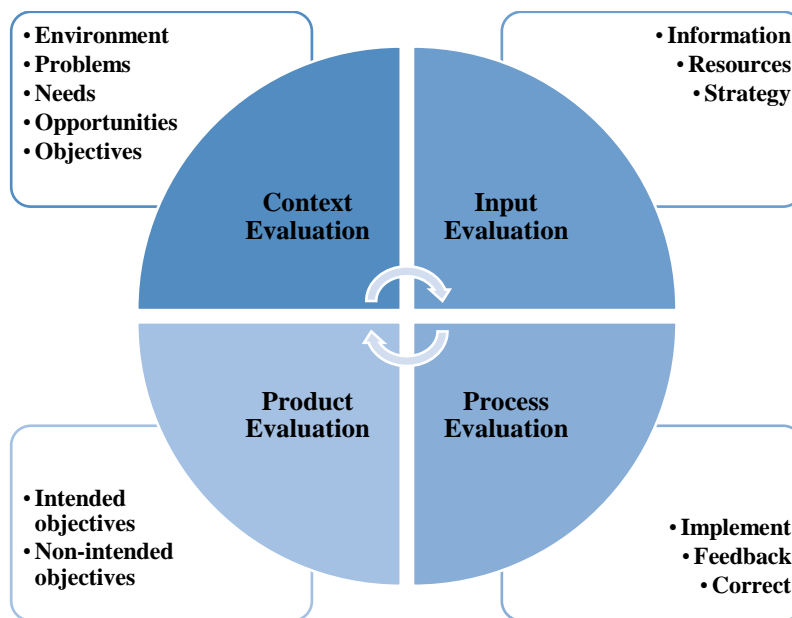 • Environment
• Problems
• Needs
• Opportunities
• Objectives
• Information
• Resources
• Strategy
Context
Evaluation
Input
Evaluation
Product
Evaluation
Process
Evaluation
• Intended
objectives
• Non-intended
objectives
• Implement
• Feedback
• Correct